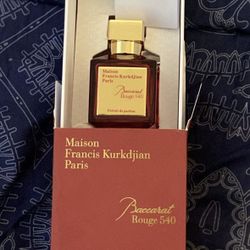 Maison
Francis Kurkdjian
Paris
Baccarat
Rouge 540
Extrait de parfum
Maison
Francis Kurkdjian
Paris
Baccarat
Rouge 540